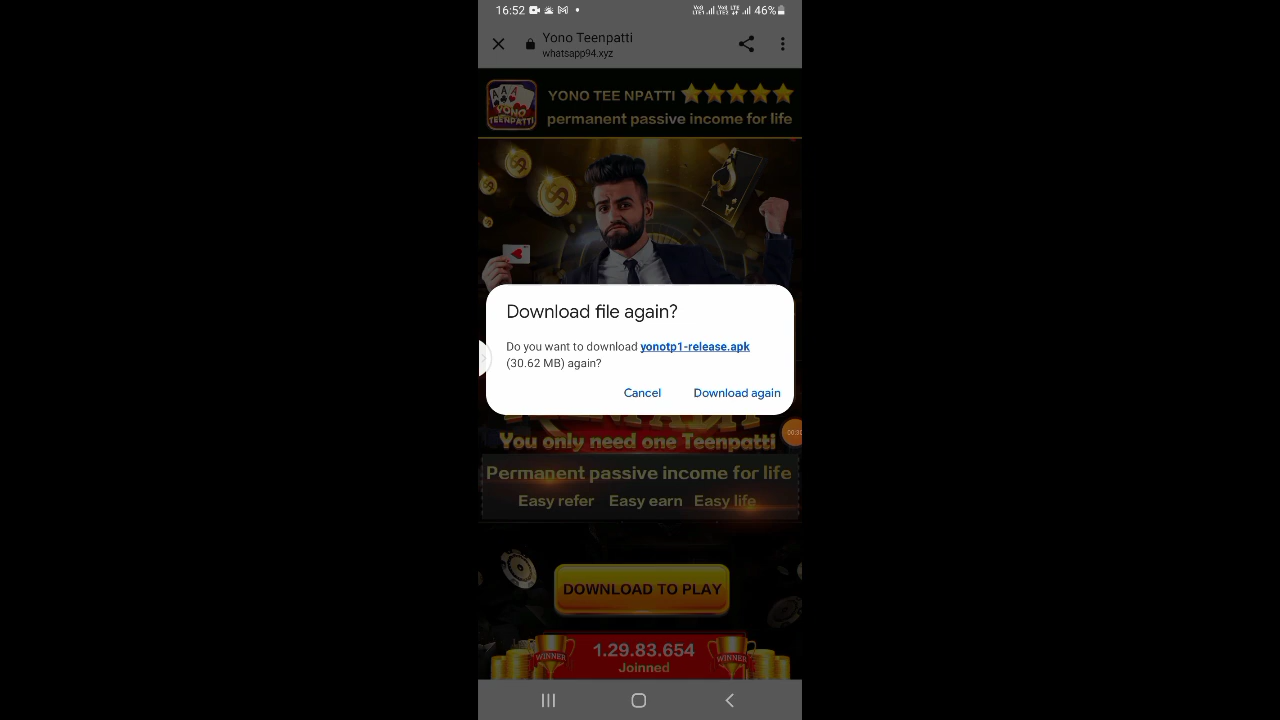 16:52
46%
Yono Teenpatti
whatsapp94.xyz
YONO TEE NPATTI
permanent passive income for life
AAA
YONO
TEENPATTI
Download file again?
Do you want to download yonotp1-release.apk
(30.62 MB) again?
Cancel Download again
You only need one Teenpatti
Permanent passive income for life
Easy refer Easy earn Easy life
DOWNLOAD TO PLAY
WINNER 1.29.83.654 WINNER
Joinned